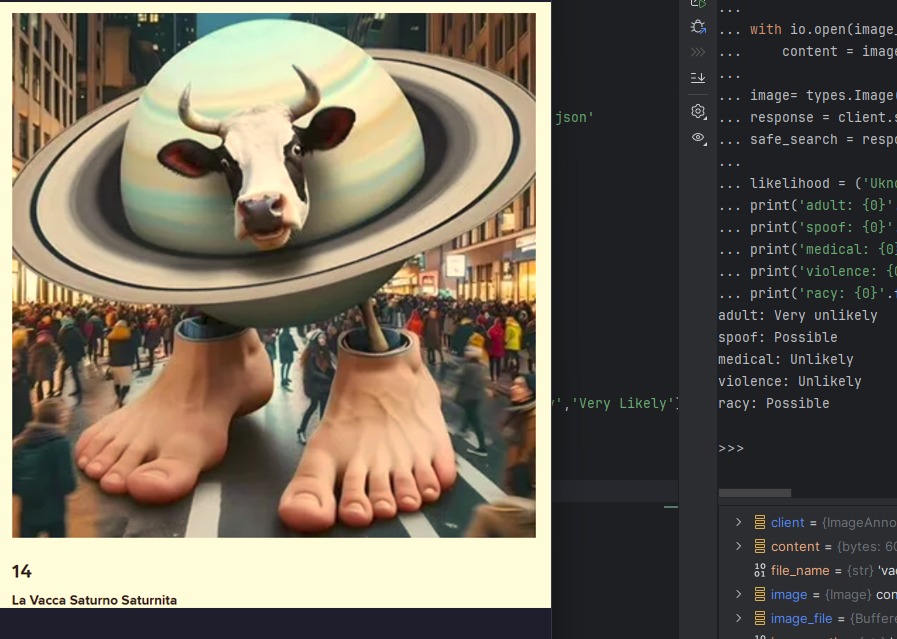 14
La Vacca Saturno Saturnita
json'
','Very Likely']
...
... with io.open(image_
... content = image
...
... image= types.Image(
... response = client.s
... safe_search = respo
...
... likelihood = ('Ukno
... print('adult: {0}'
... print('spoof: {0}'
... print('medical: {0}
... print('violence: {0
... print('racy: {0}'.f
adult: Very unlikely
spoof: Possible
medical: Unlikely
violence: Unlikely
racy: Possible
>>>
client = {ImageAnno
content = {bytes: 60
file_name = {str} 'vac
image = {Image} con
image_file = {Buffere